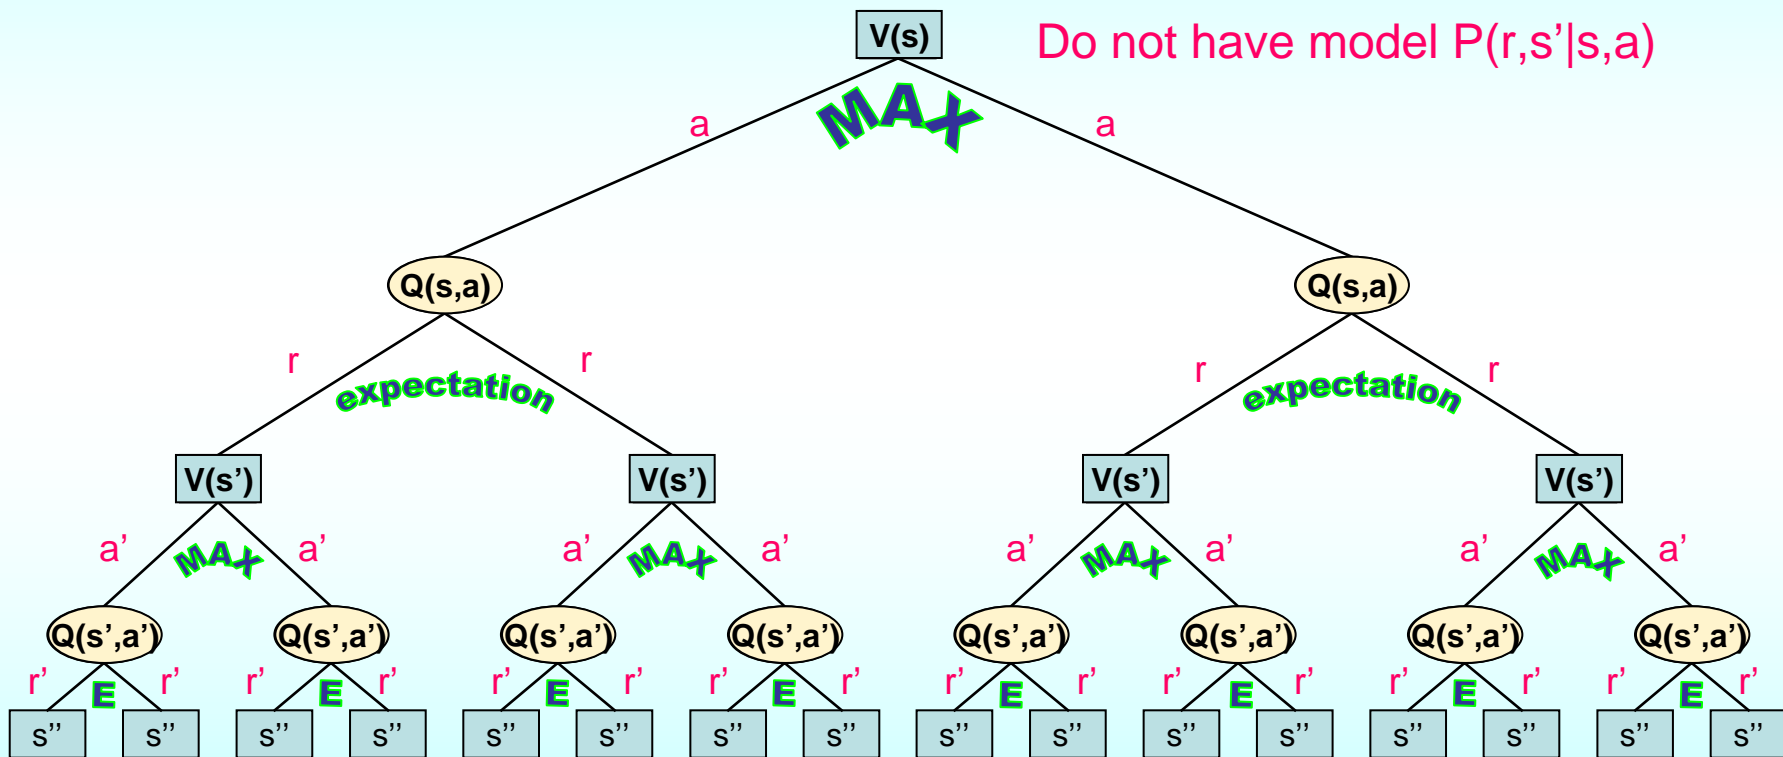 V(s)
Do not have model P(r,s’|s,a)
a MAX a
Q(s,a) Q(s,a)
r expectation r r expectation r
V(s’) V(s’) V(s’) V(s’)
a’ MAX a’ a’ MAX a’ a’ MAX a’ a’ MAX a’
Q(s’,a’) Q(s’,a’) Q(s’,a’) Q(s’,a’) Q(s’,a’) Q(s’,a’) Q(s’,a’) Q(s’,a’)
r’ E r’ r’ E r’ r’ E r’ r’ E r’ r’ E r’ r’ E r’ r’ E r’ r’ E r’
s’’ s’’ s’’ s’’ s’’ s’’ s’’ s’’ s’’ s’’ s’’ s’’ s’’ s’’ s’’ s’’